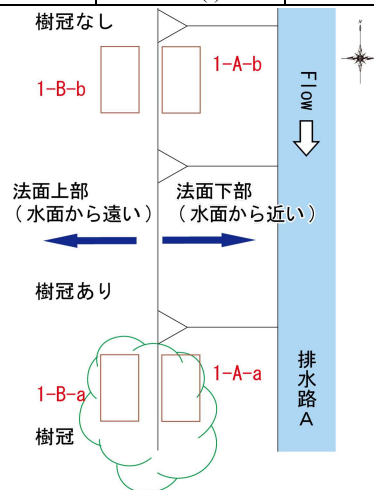 樹冠なし
1-A-b
1-B-b
Flow
法面上部
（水面から遠い）
法面下部
（水面から近い）
樹冠あり
1-A-a
1-B-a
樹冠
排水路A